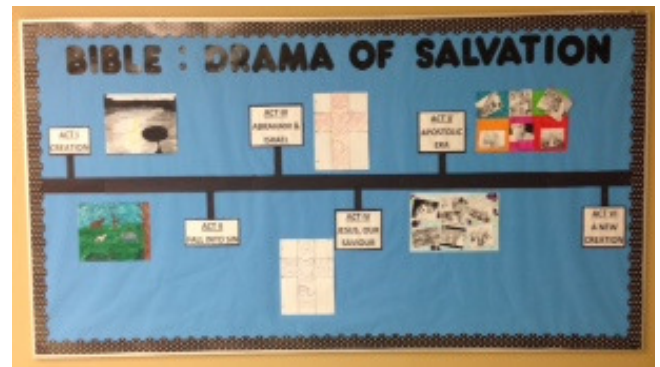 BIBLE : DRAMA OF SALVATION
ACT I
CREATION
ACT II
FALL INTO SIN
ACT III
ABRAHAM &
ISRAEL
ACT IV
JESUS, OUR
SAVIOUR
ACT V
APOSTOLIC
ERA
ACT VI
A NEW
CREATION